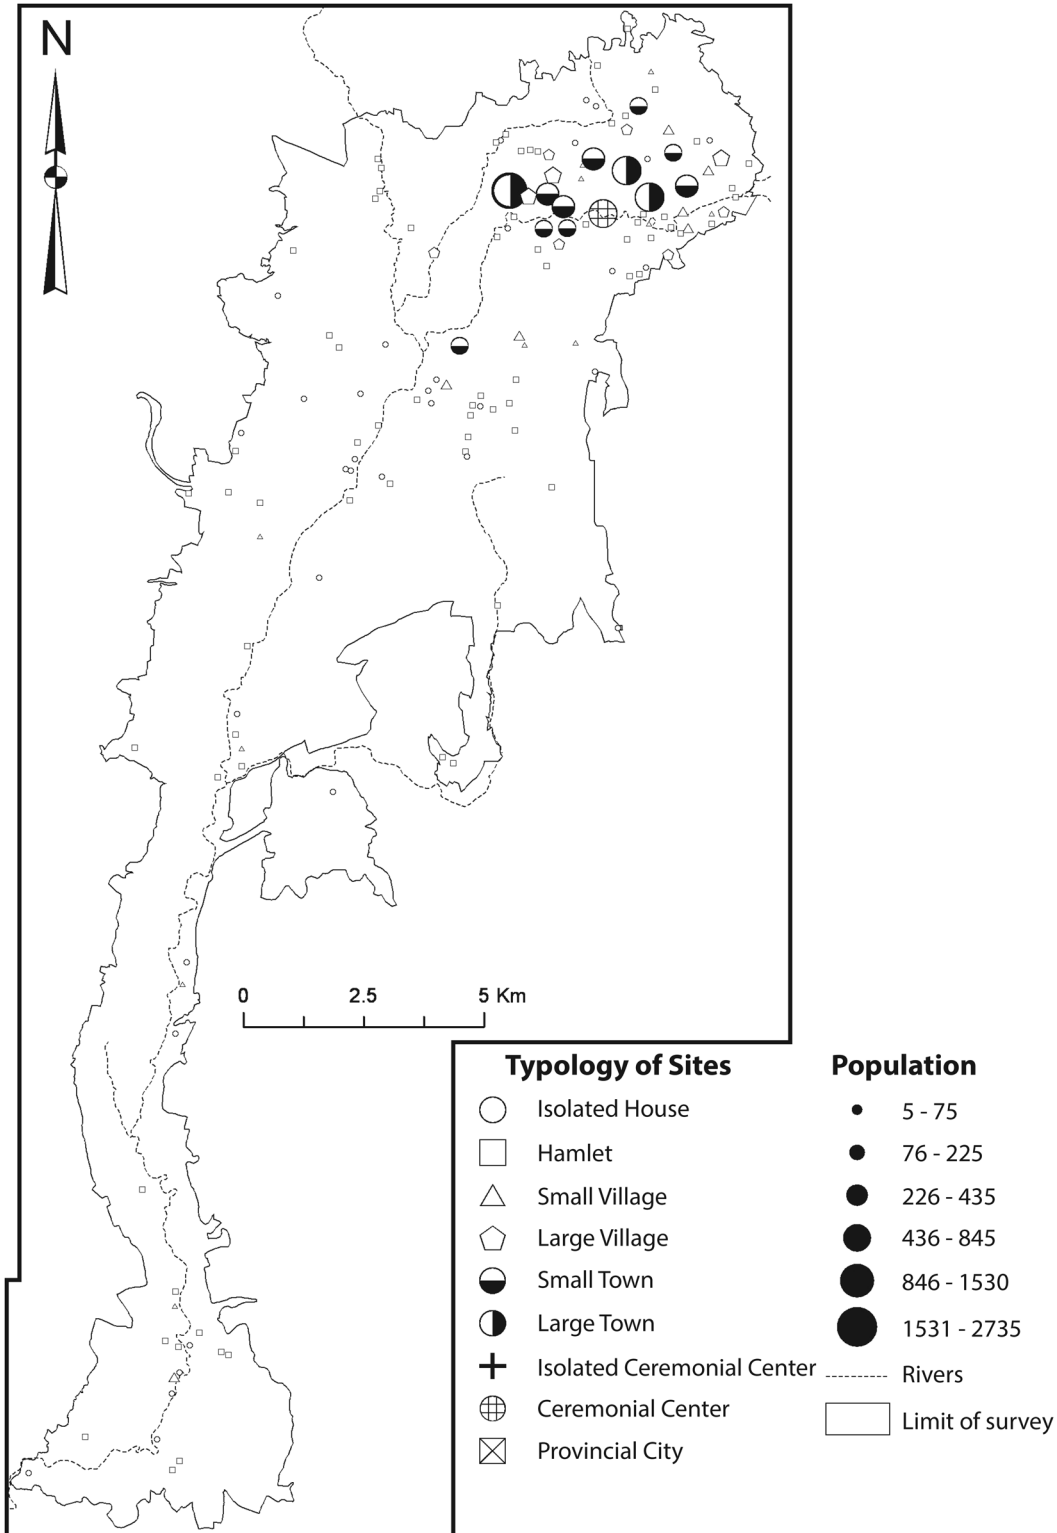 N
0 2.5 5 Km
Typology of Sites
Isolated House
Hamlet
Small Village
Large Village
Small Town
Large Town
Isolated Ceremonial Center
Ceremonial Center
Provincial City
Population
5 - 75
76 - 225
226 - 435
436 - 845
846 - 1530
1531 - 2735
Rivers
Limit of survey